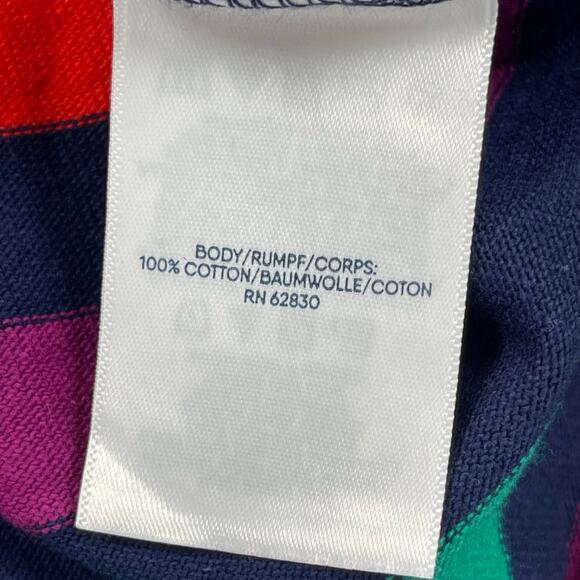 BODY/RUMPF/CORPS:
100% COTTON/BAUMWOLLE/COTON
RN 62830